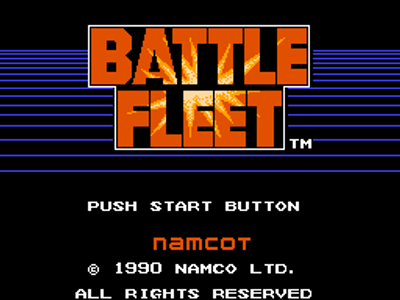 BATTLE
FLEET
TM
PUSH START BUTTON
namcot
© 1990 NAMCO LTD.
ALL RIGHTS RESERVED